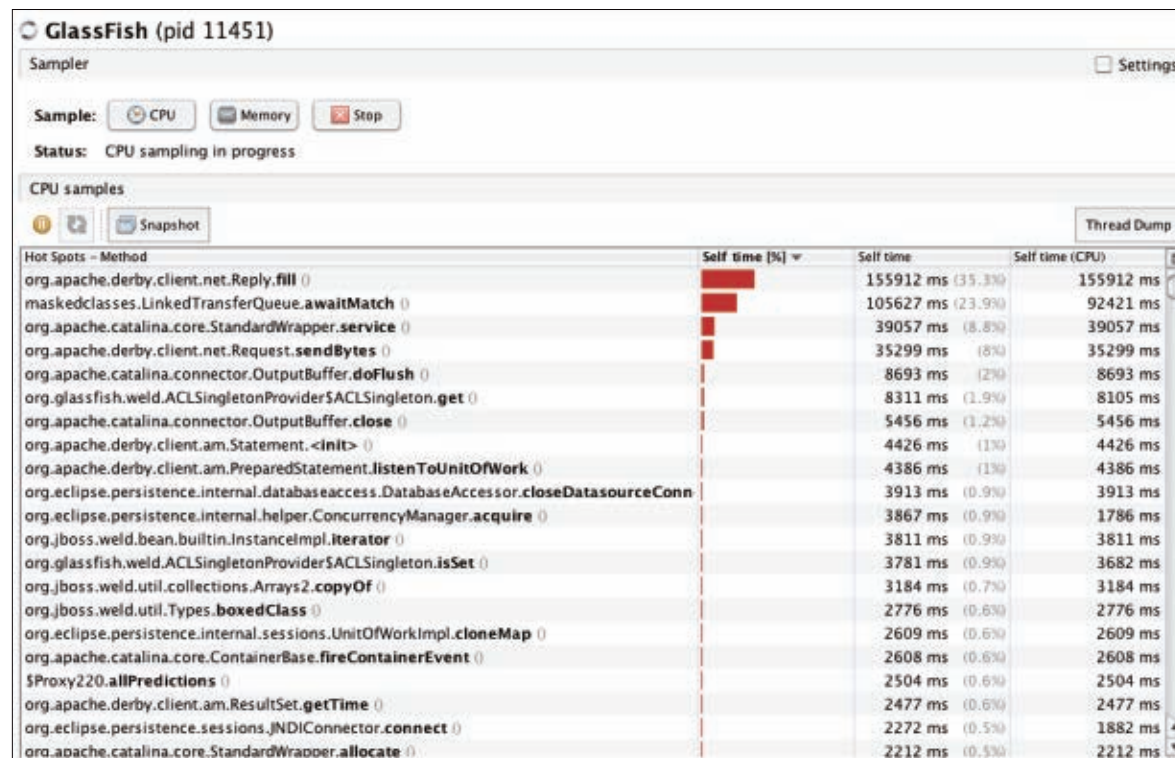 GlassFish (pid 11451)
Sampler Settings
Sample: CPU Memory Stop
Status: CPU sampling in progress
CPU samples
Snapshot Thread Dump
Hot Spots – Method Self time [%] Self time Self time (CPU)
org.apache.derby.client.net.Reply.fill () 155912 ms (35.3%) 155912 ms
maskedclasses.LinkedTransferQueue.awaitMatch () 105627 ms (23.9%) 92421 ms
org.apache.catalina.core.StandardWrapper.service () 39057 ms (8.8%) 39057 ms
org.apache.derby.client.net.Request.sendBytes () 35299 ms (8%) 35299 ms
org.apache.catalina.connector.OutputBuffer.doFlush () 8693 ms (2%) 8693 ms
org.glassfish.weld.ACLSingletonProvider$ACLSingleton.get () 8311 ms (1.9%) 8105 ms
org.apache.catalina.connector.OutputBuffer.close () 5456 ms (1.2%) 5456 ms
org.apache.derby.client.am.Statement.<init> () 4426 ms (1%) 4426 ms
org.apache.derby.client.am.PreparedStatement.listenToUnitOfWork () 4386 ms (1%) 4386 ms
org.eclipse.persistence.internal.databaseaccess.DatabaseAccessor.closeDatasourceConn 3913 ms (0.9%) 3913 ms
org.eclipse.persistence.internal.helper.ConcurrencyManager.acquire () 3867 ms (0.9%) 1786 ms
org.jboss.weld.bean.builtin.InstanceImpl.iterator () 3811 ms (0.9%) 3811 ms
org.glassfish.weld.ACLSingletonProvider$ACLSingleton.isSet () 3781 ms (0.9%) 3682 ms
org.jboss.weld.util.collections.Arrays2.copyOf () 3184 ms (0.7%) 3184 ms
org.jboss.weld.util.Types.boxedClass () 2776 ms (0.6%) 2776 ms
org.eclipse.persistence.internal.sessions.UnitOfWorkImpl.cloneMap () 2609 ms (0.6%) 2609 ms
org.apache.catalina.core.ContainerBase.fireContainerEvent () 2608 ms (0.6%) 2608 ms
$Proxy220.allPredictions () 2504 ms (0.6%) 2504 ms
org.apache.derby.client.am.ResultSet.getTime () 2477 ms (0.6%) 2477 ms
org.eclipse.persistence.sessions.JNDIConnector.connect () 2272 ms (0.5%) 1882 ms
org.apache.catalina.core.StandardWrapper.allocate () 2212 ms (0.5%) 2212 ms